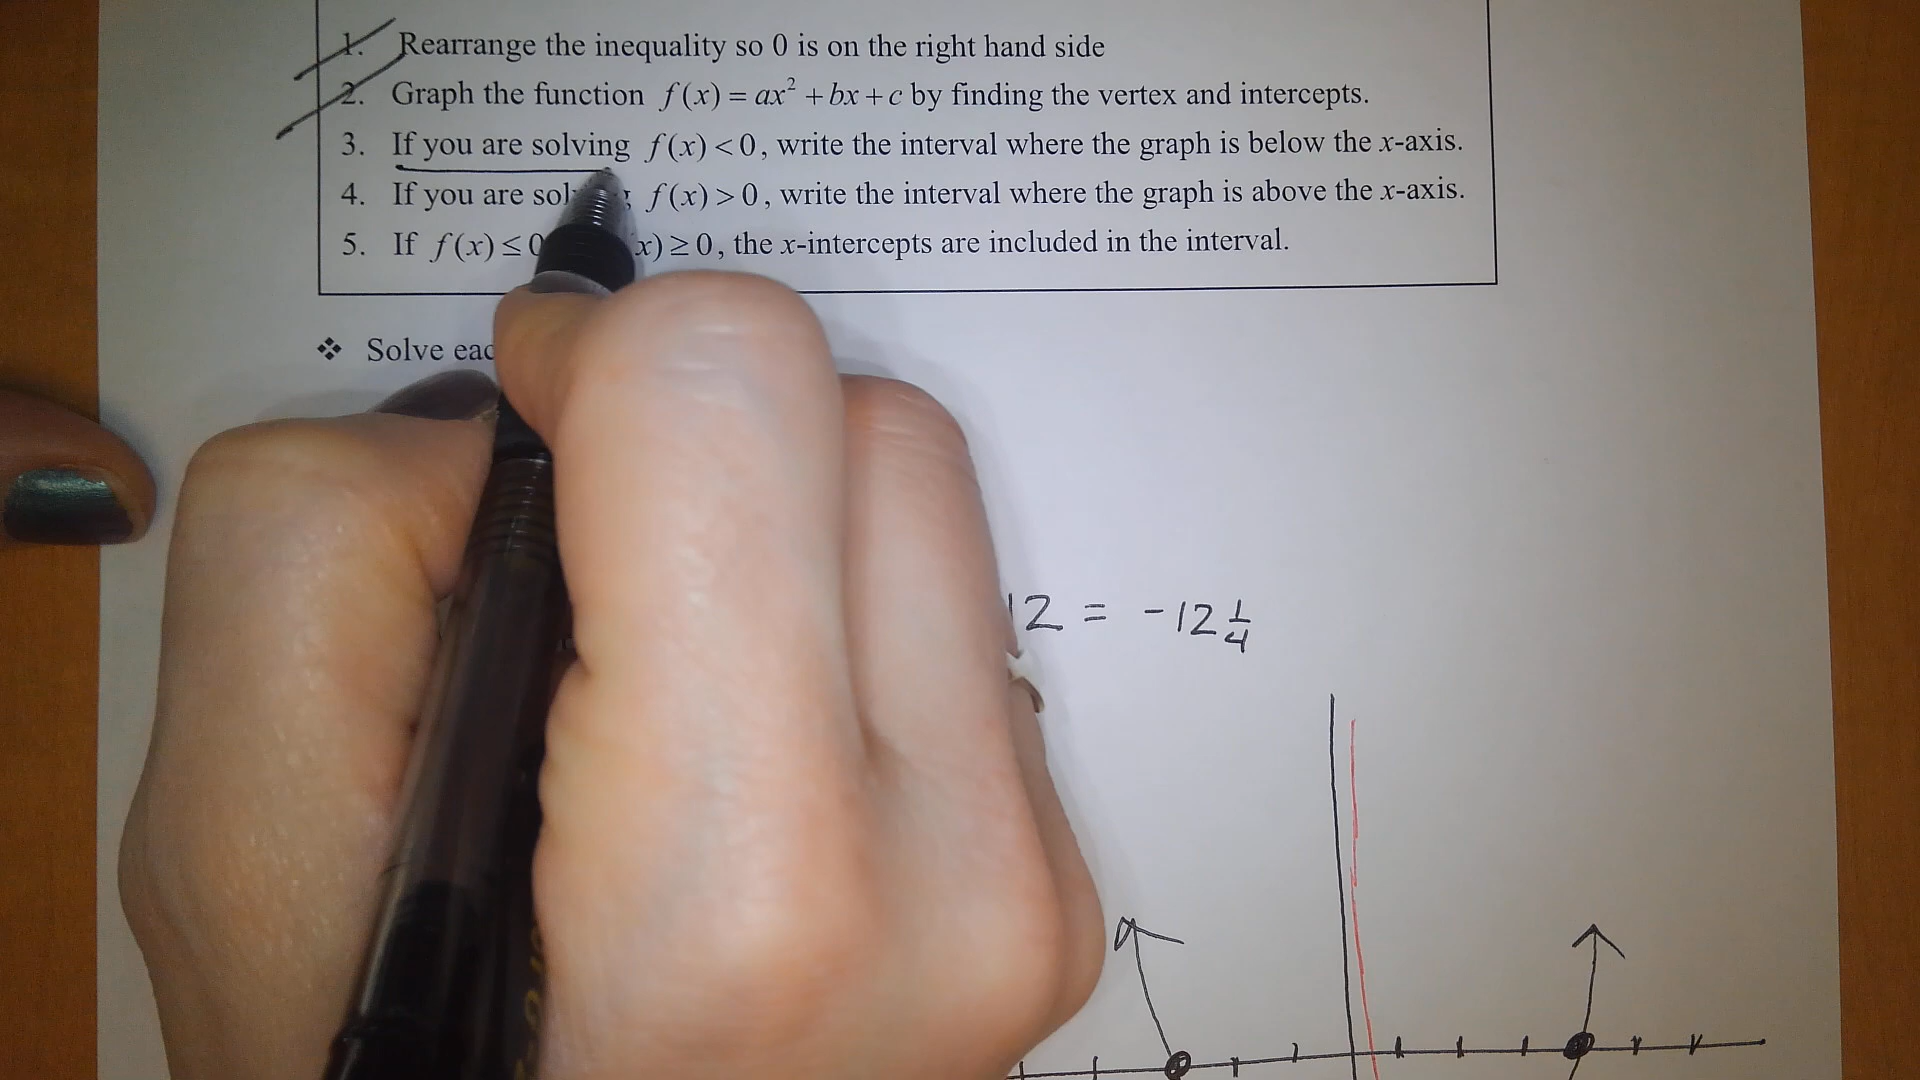 1. Rearrange the inequality so 0 is on the right hand side
2. Graph the function f(x) = ax² + bx + c by finding the vertex and intercepts.
3. If you are solving f(x) < 0, write the interval where the graph is below the x-axis.
4. If you are f(x) > 0, write the interval where the graph is above the x-axis.
5. If f(x) ≤ 0 x) ≥ 0, the x-intercepts are included in the interval.
❖ Solve
12 = -12 1/4